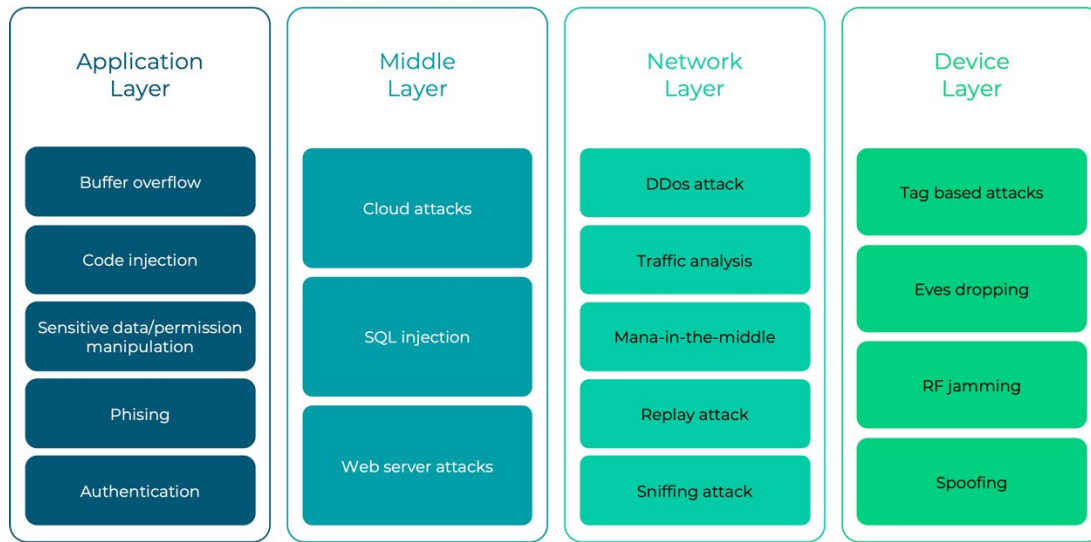 Application
Layer
Buffer overflow
Code injection
Sensitive data/permission
manipulation
Phising
Authentication
Middle
Layer
Cloud attacks
SQL injection
Web server attacks
Network
Layer
DDos attack
Traffic analysis
Mana-in-the-middle
Replay attack
Sniffing attack
Device
Layer
Tag based attacks
Eves dropping
RF jamming
Spoofing